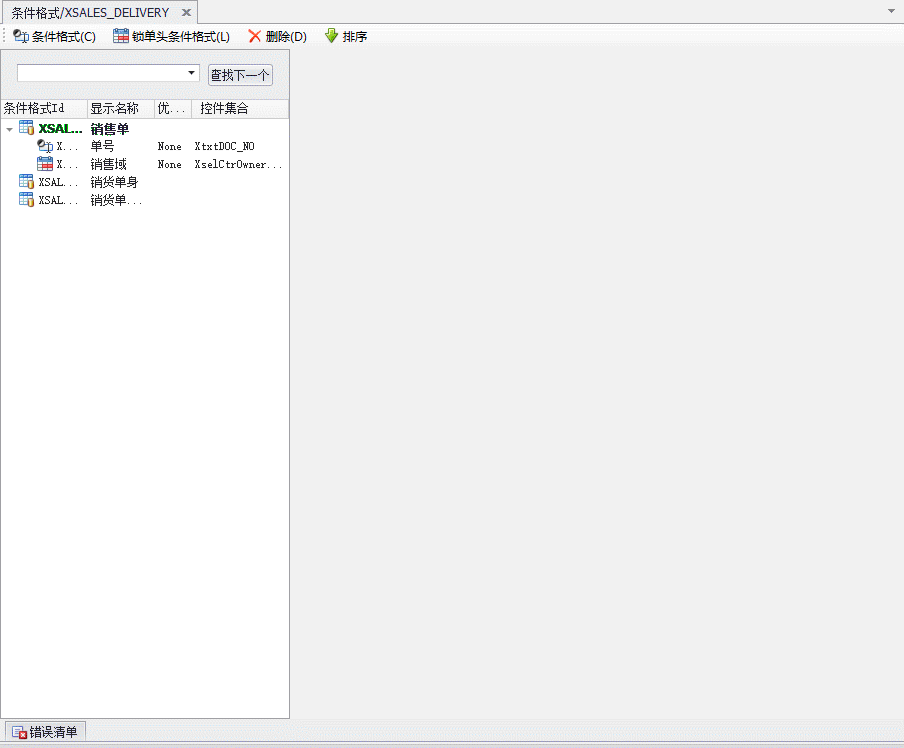 条件格式/XSALES_DELIVERY
条件格式(C) 锁单头条件格式(L) 删除(D) 排序
查找下一个
条件格式Id 显示名称 优... 控件集合
XSAL... 销售单
X... 单号 None XtxtDOC_NO
X... 销售域 None XselCtrOwner...
XSAL... 销货单身
XSAL... 销货单...
错误清单